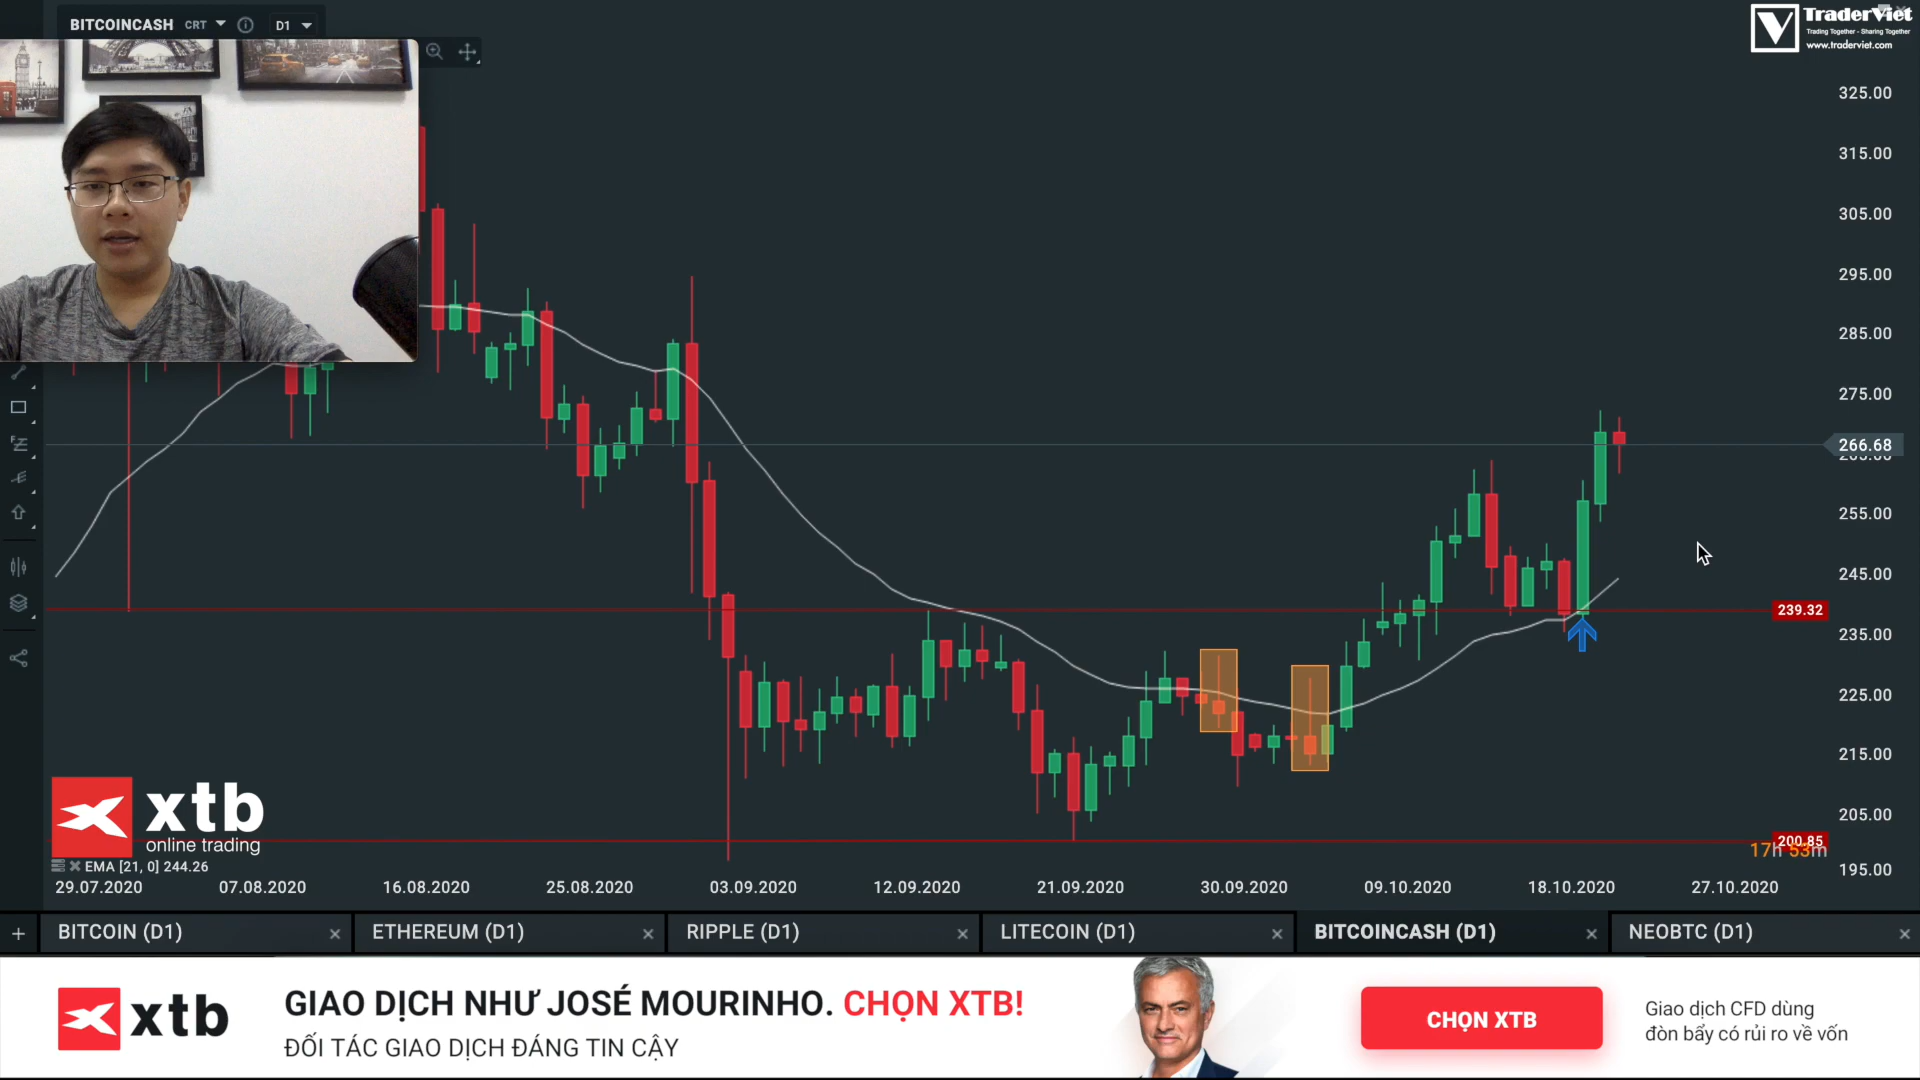 BITCOINCASH CRT D1
TraderViet
Trading Together - Sharing Together
www.traderviet.com
325.00
315.00
305.00
295.00
285.00
275.00
266.68
255.00
245.00
239.32
235.00
225.00
215.00
205.00
200.85
17h 53m
195.00
xtb
online trading
EMA [21, 0] 244.26
29.07.2020 07.08.2020 16.08.2020 25.08.2020 03.09.2020 12.09.2020 21.09.2020 30.09.2020 09.10.2020 18.10.2020 27.10.2020
BITCOIN (D1) ETHEREUM (D1) RIPPLE (D1) LITECOIN (D1) BITCOINCASH (D1) NEOBTC (D1)
xtb
GIAO DỊCH NHƯ JOSÉ MOURINHO. CHỌN XTB!
ĐỐI TÁC GIAO DỊCH ĐÁNG TIN CẬY
CHỌN XTB
Giao dịch CFD dùng
đòn bẩy có rủi ro về vốn